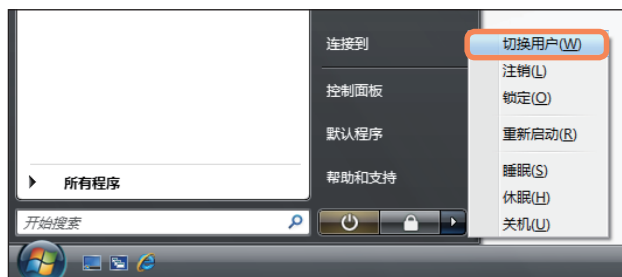 连接到
控制面板
默认程序
帮助和支持
所有程序
开始搜索
切换用户(W)
注销(L)
锁定(O)
重新启动(R)
睡眠(S)
休眠(H)
关机(U)